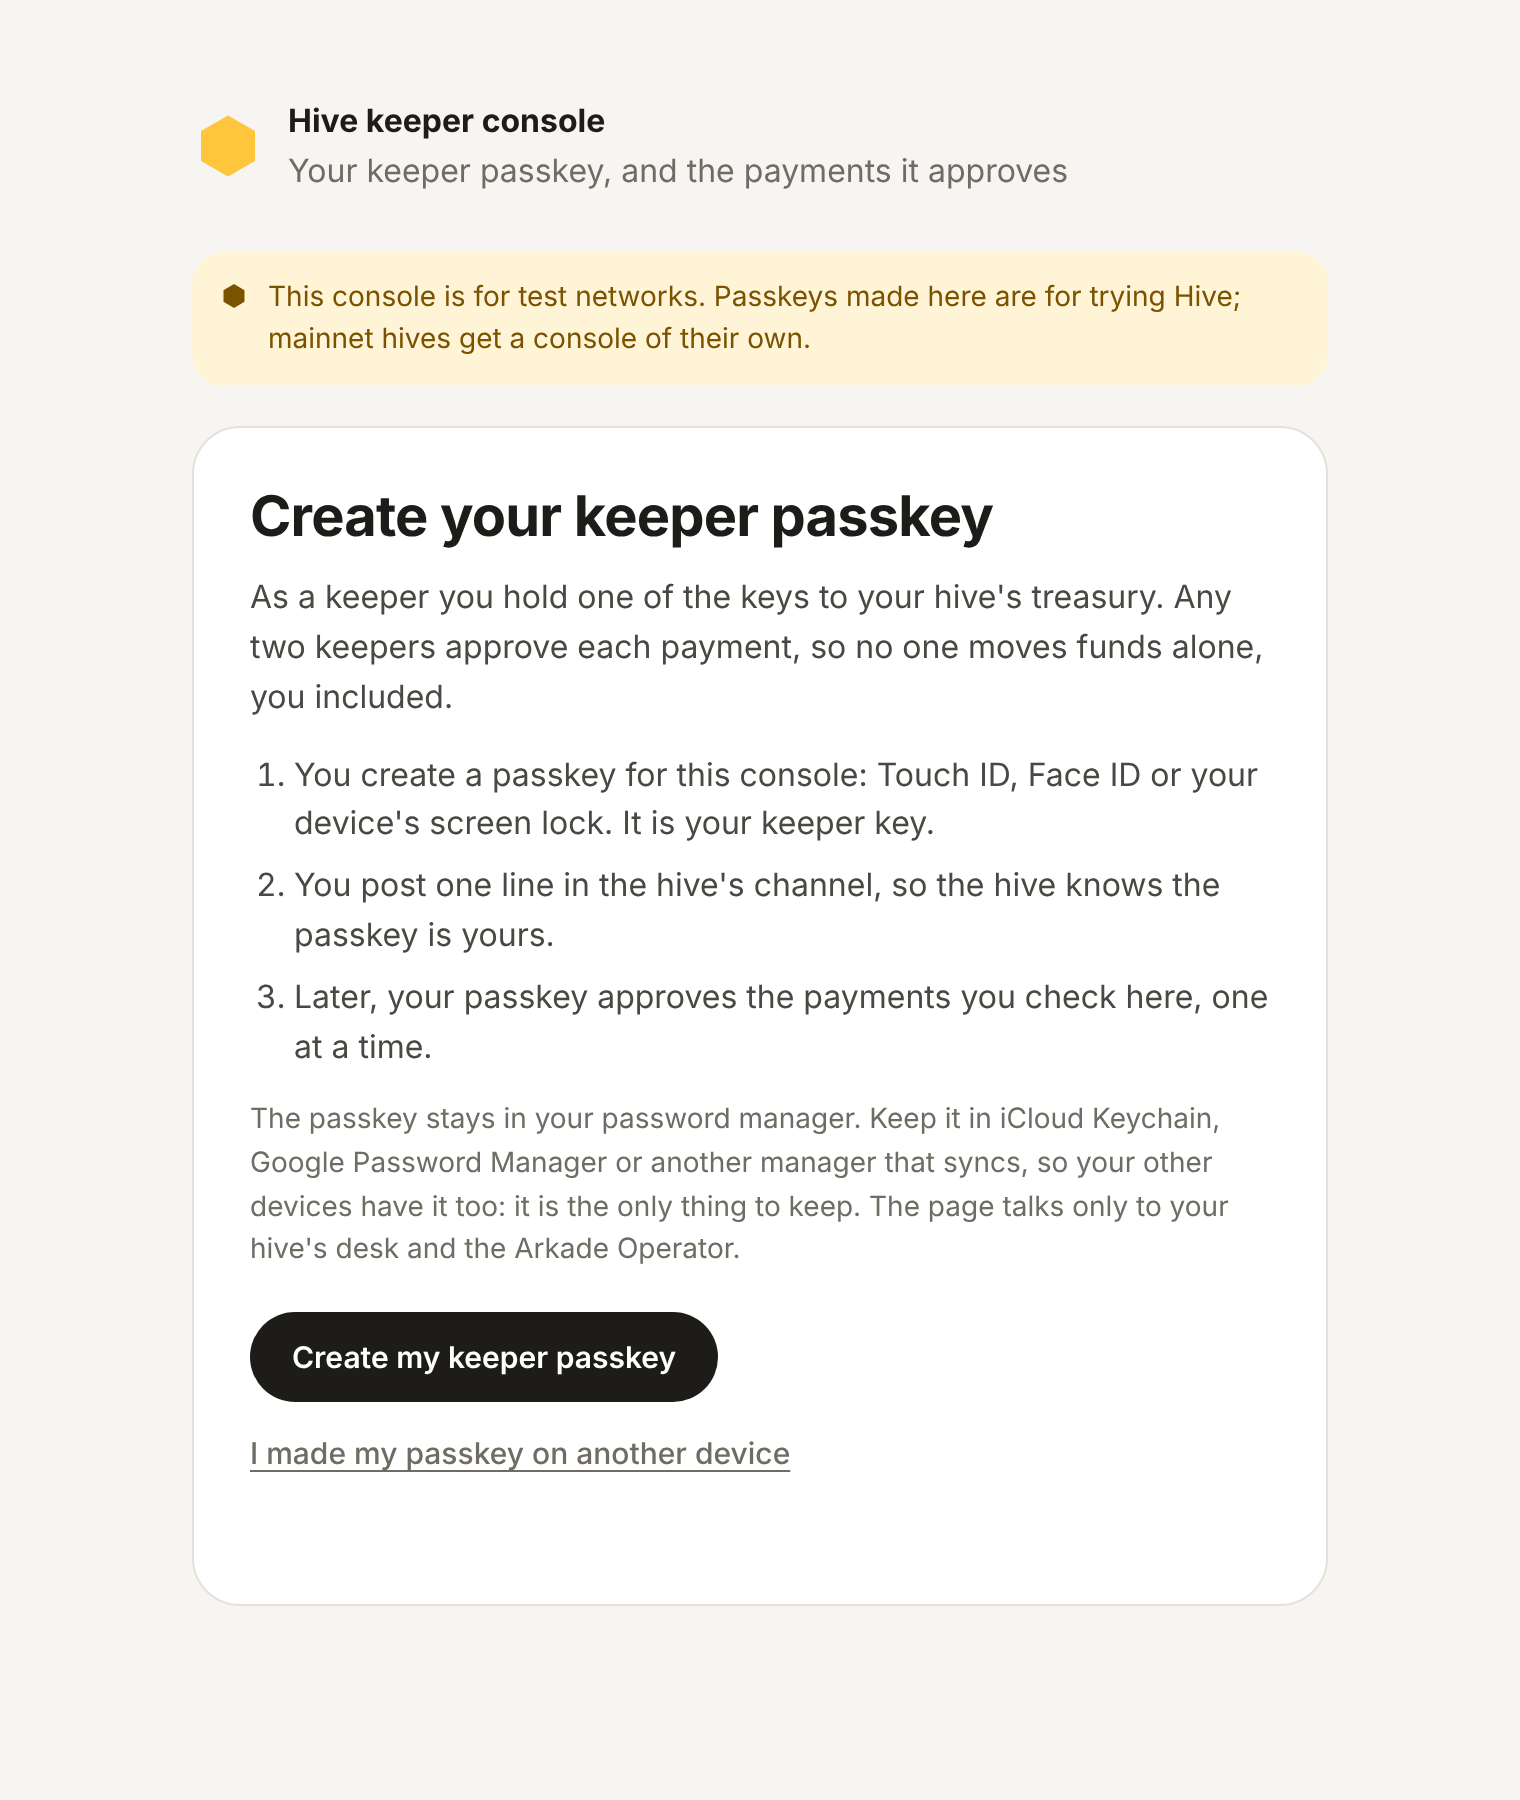 Hive keeper console
Your keeper passkey, and the payments it approves
This console is for test networks. Passkeys made here are for trying Hive;
mainnet hives get a console of their own.
Create your keeper passkey
As a keeper you hold one of the keys to your hive's treasury. Any
two keepers approve each payment, so no one moves funds alone,
you included.
1. You create a passkey for this console: Touch ID, Face ID or your
device's screen lock. It is your keeper key.
2. You post one line in the hive's channel, so the hive knows the
passkey is yours.
3. Later, your passkey approves the payments you check here, one
at a time.
The passkey stays in your password manager. Keep it in iCloud Keychain,
Google Password Manager or another manager that syncs, so your other
devices have it too: it is the only thing to keep. The page talks only to your
hive's desk and the Arkade Operator.
Create my keeper passkey
I made my passkey on another device